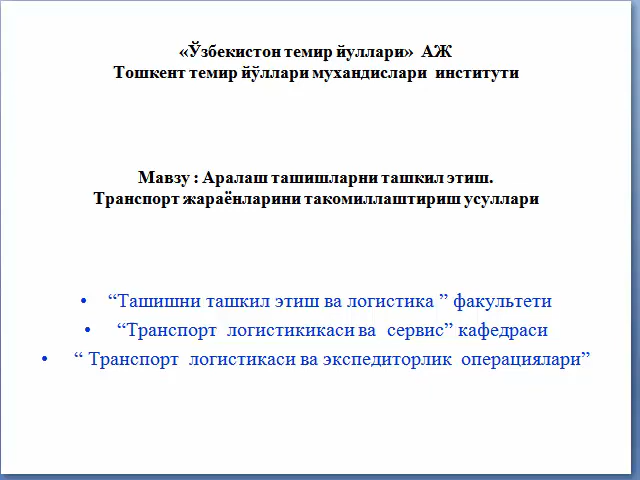 «Ўзбекистон темир йуллари» АЖ
Тошкент темир йўллари мухандислари институти
Мавзу : Аралаш ташишларни ташкил этиш.
Транспорт жараёнларини такомиллаштириш усуллари
• “Ташишни ташкил этиш ва логистика ” факультети
• “Транспорт логистикикаси ва сервис” кафедраси
• “ Транспорт логистикаси ва экспедиторлик операциялари”